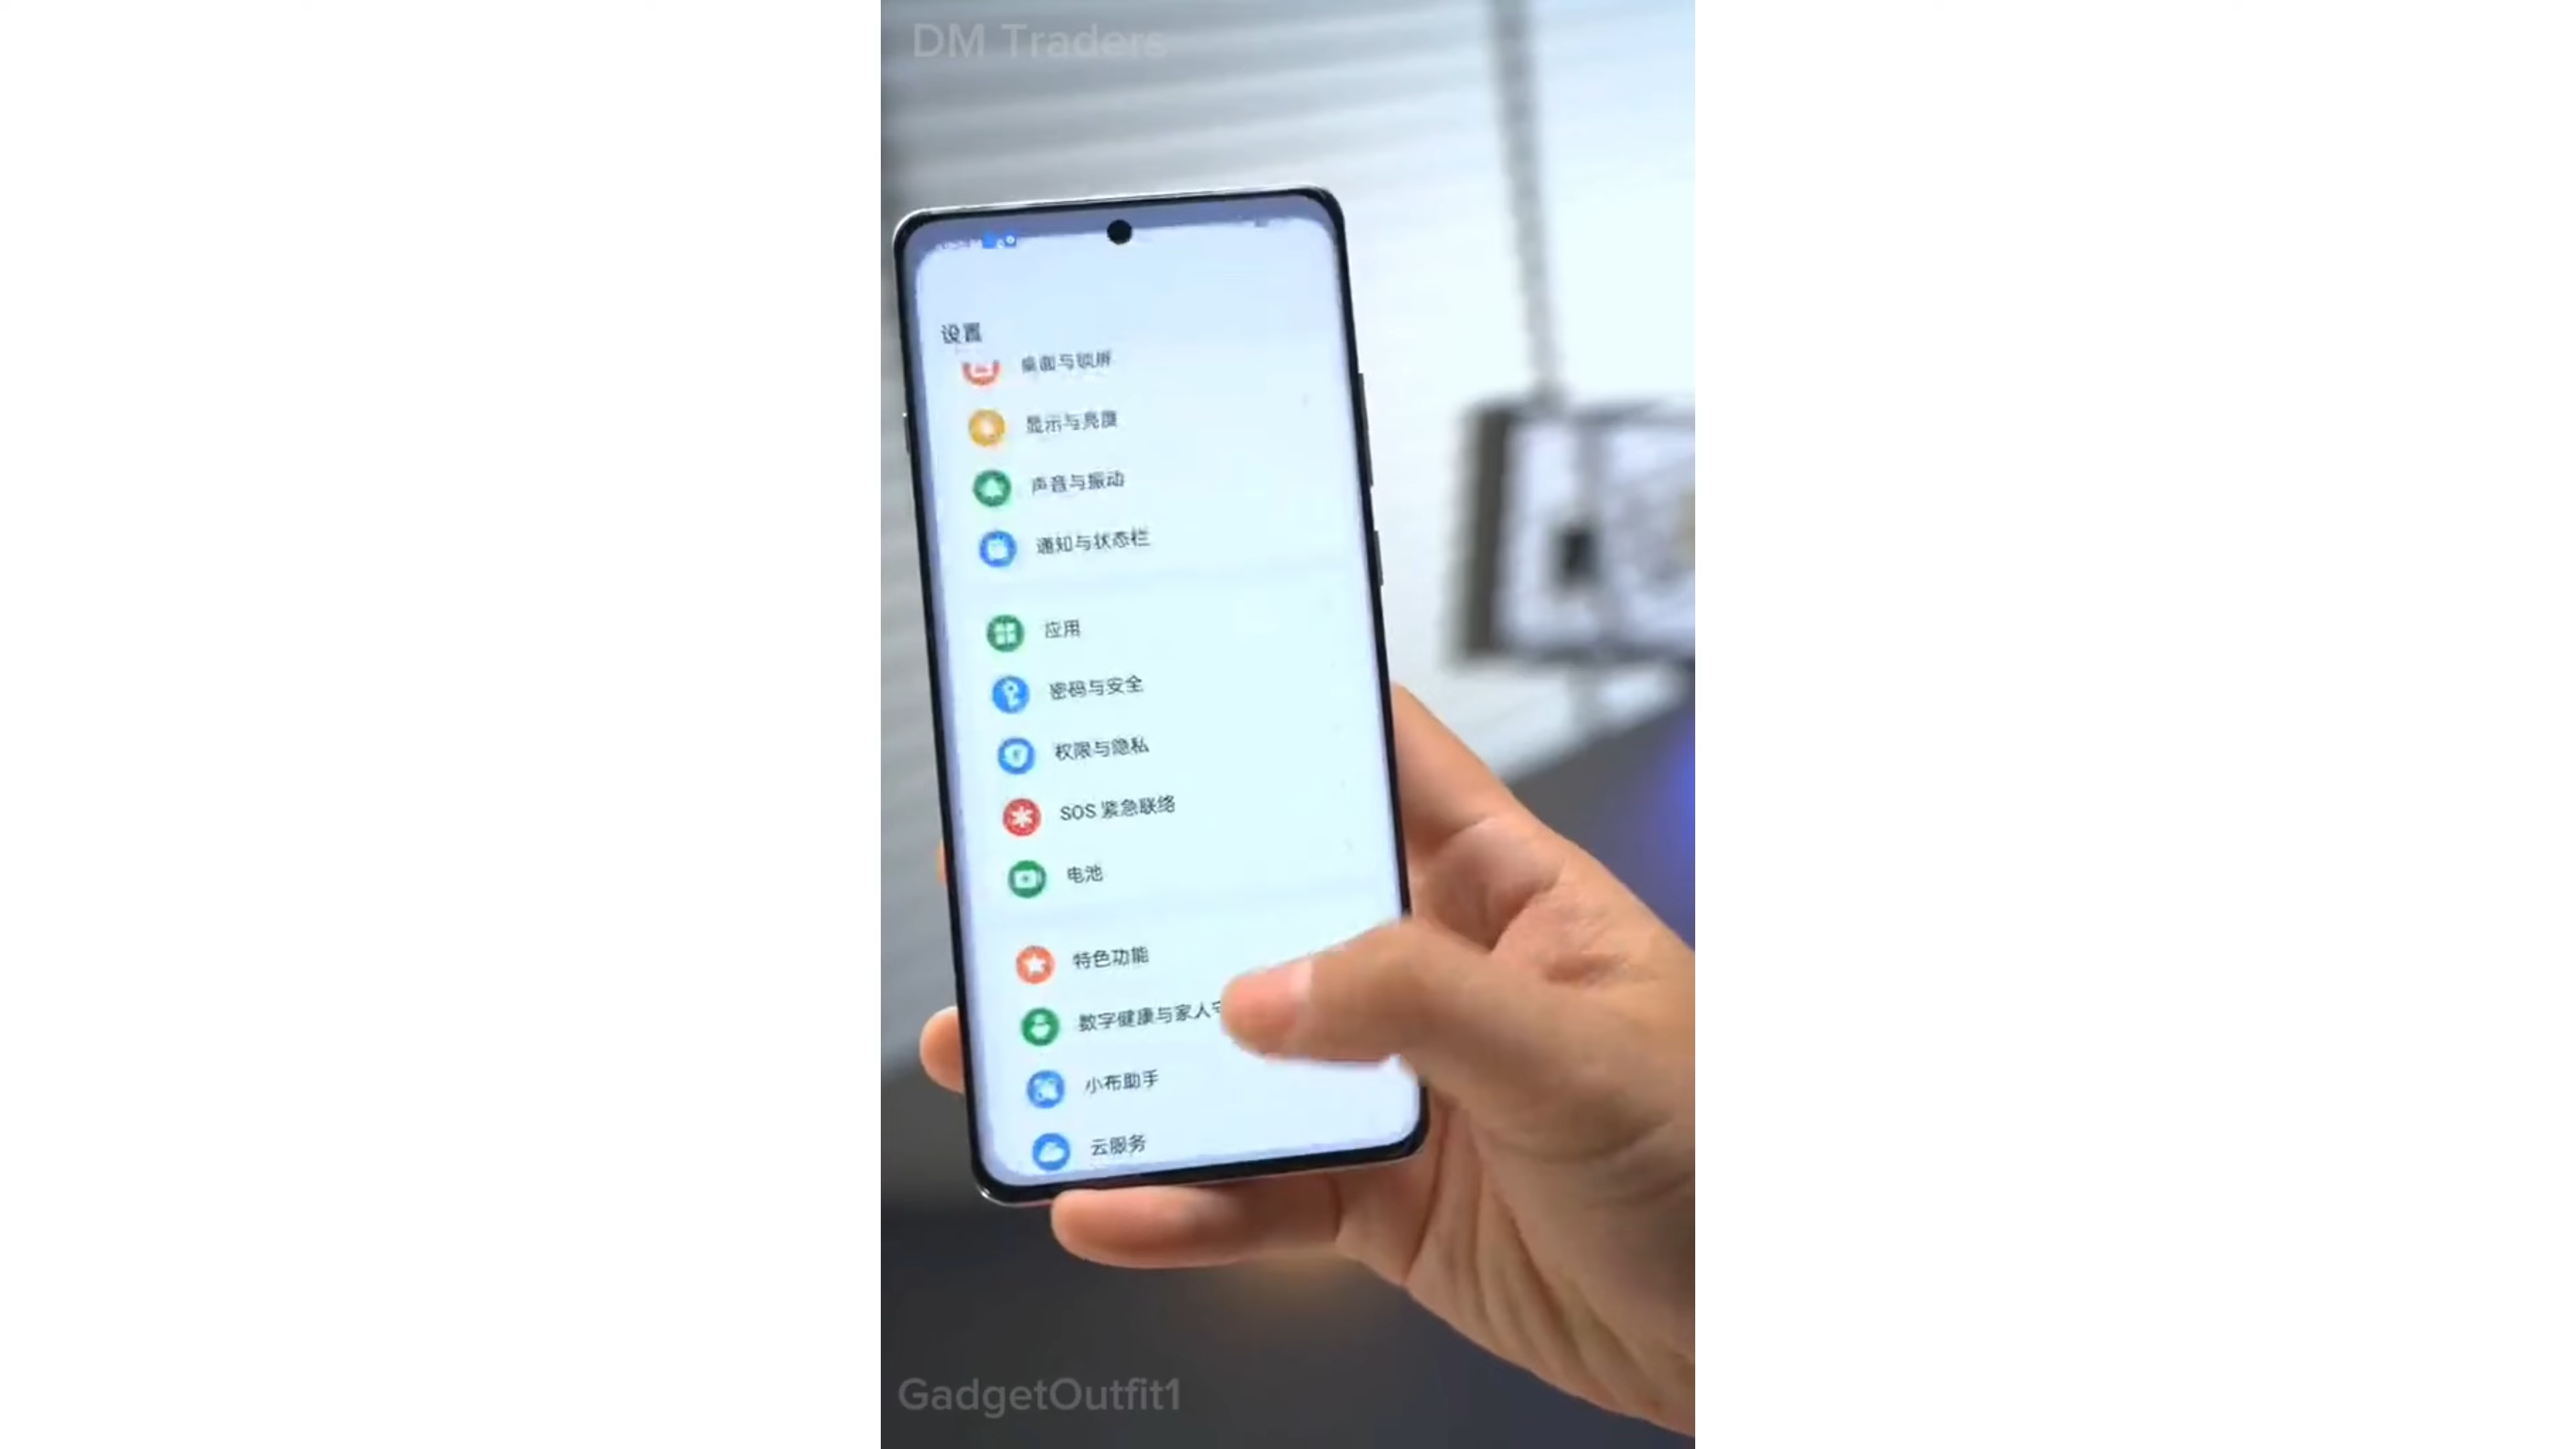 DM Traders
设置
桌面与锁屏
显示与亮度
声音与振动
通知与状态栏
应用
密码与安全
权限与隐私
SOS 紧急联络
电池
特色功能
数字健康与家人
小布助手
云服务
GadgetOutfit1